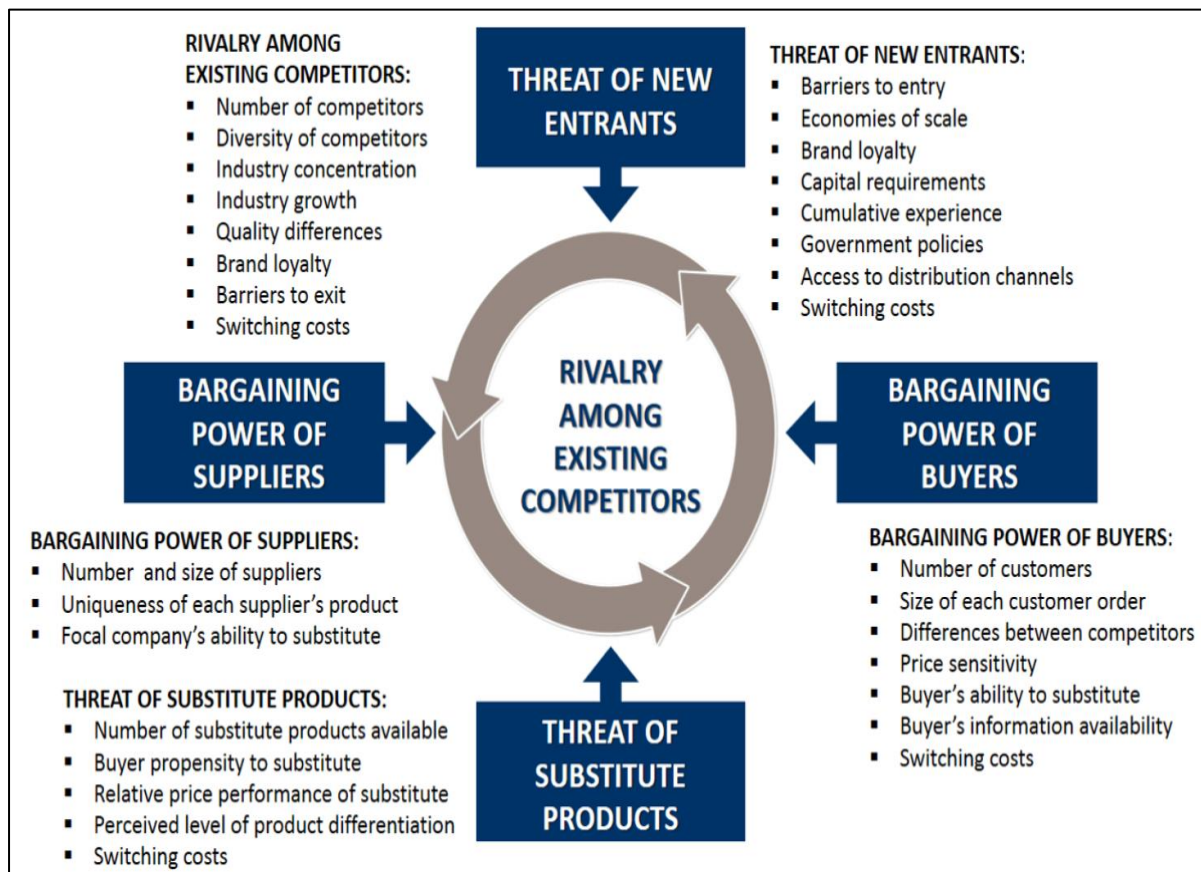 RIVALRY AMONG
EXISTING COMPETITORS:
▪ Number of competitors
▪ Diversity of competitors
▪ Industry concentration
▪ Industry growth
▪ Quality differences
▪ Brand loyalty
▪ Barriers to exit
▪ Switching costs
THREAT OF NEW
ENTRANTS
THREAT OF NEW ENTRANTS:
▪ Barriers to entry
▪ Economies of scale
▪ Brand loyalty
▪ Capital requirements
▪ Cumulative experience
▪ Government policies
▪ Access to distribution channels
▪ Switching costs
BARGAINING
POWER OF
SUPPLIERS
RIVALRY
AMONG
EXISTING
COMPETITORS
BARGAINING
POWER OF
BUYERS
BARGAINING POWER OF SUPPLIERS:
▪ Number and size of suppliers
▪ Uniqueness of each supplier's product
▪ Focal company's ability to substitute
BARGAINING POWER OF BUYERS:
▪ Number of customers
▪ Size of each customer order
▪ Differences between competitors
▪ Price sensitivity
▪ Buyer's ability to substitute
▪ Buyer's information availability
▪ Switching costs
THREAT OF SUBSTITUTE PRODUCTS:
▪ Number of substitute products available
▪ Buyer propensity to substitute
▪ Relative price performance of substitute
▪ Perceived level of product differentiation
▪ Switching costs
THREAT OF
SUBSTITUTE
PRODUCTS